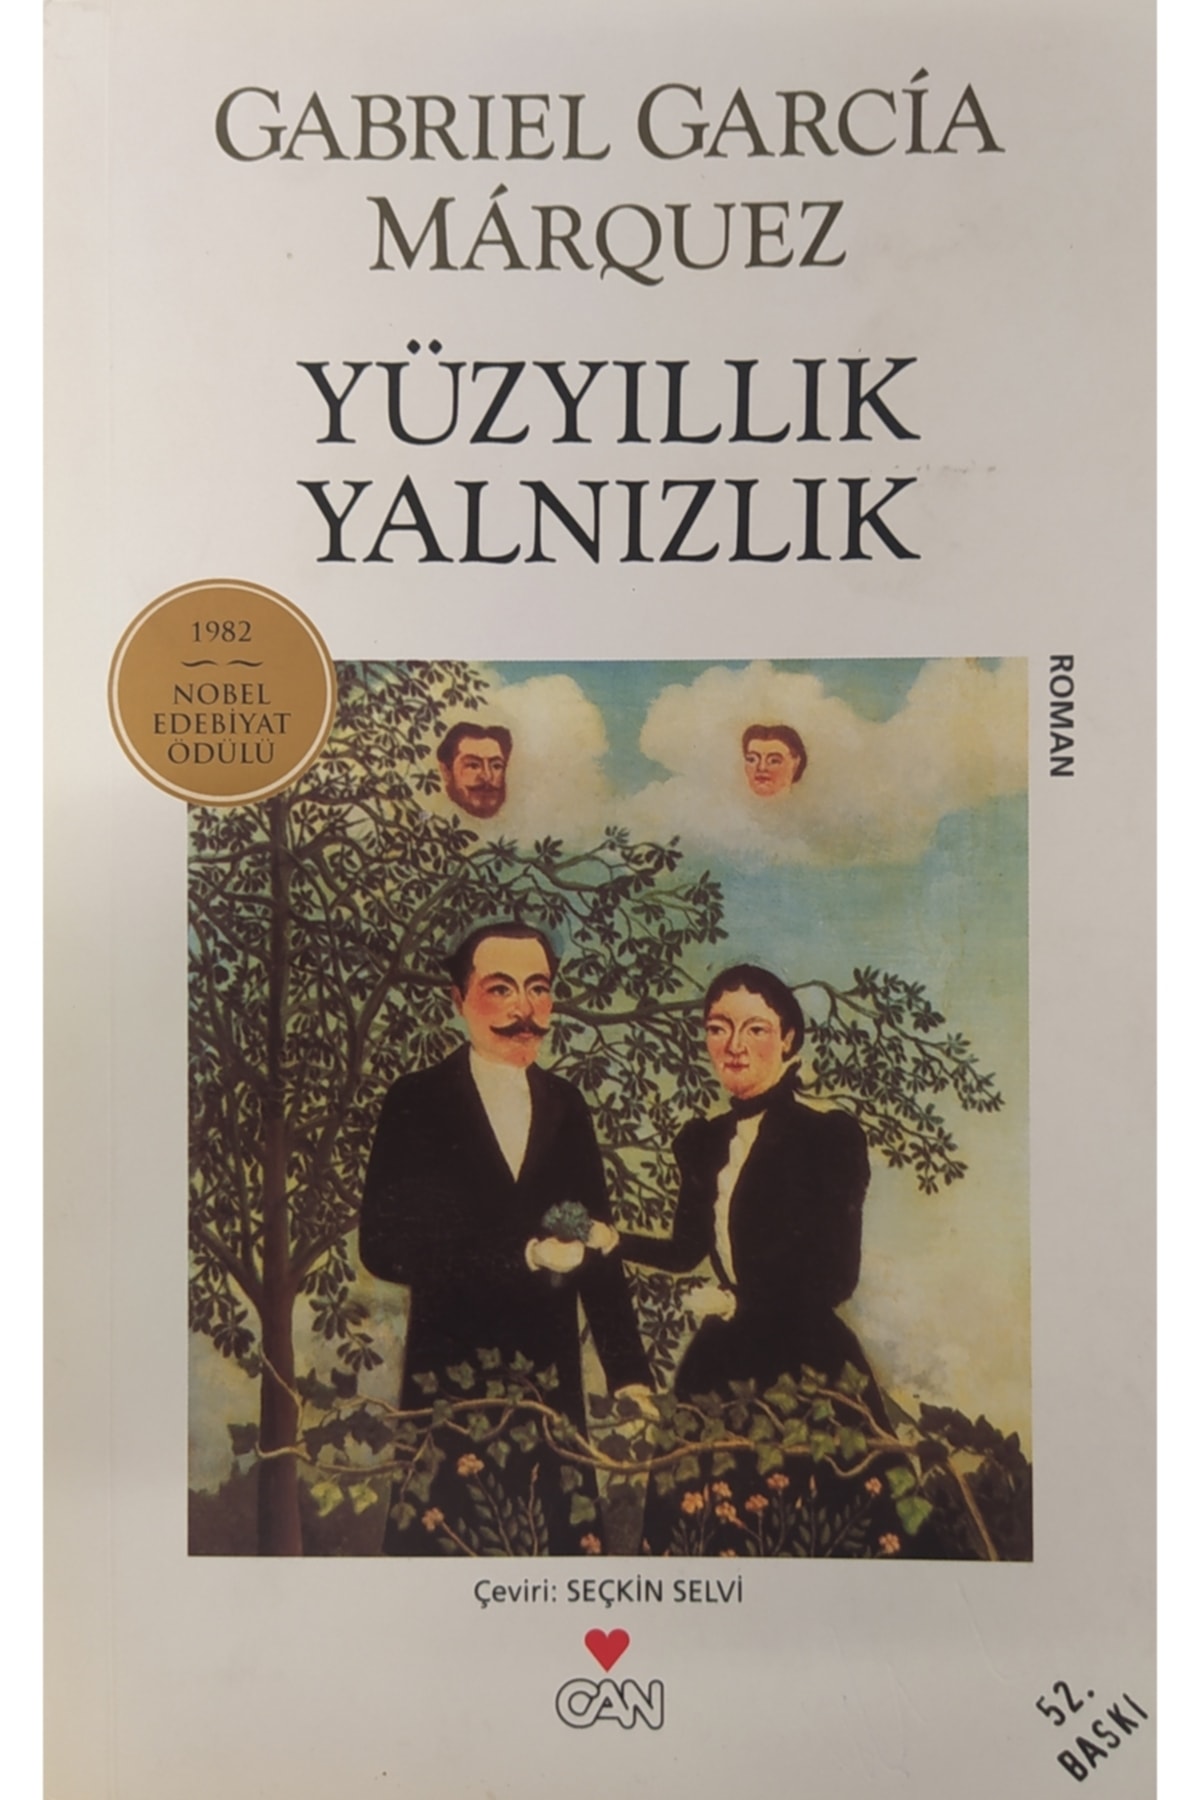 GABRIEL GARCÍA
MÁRQUEZ
YÜZYILLIK
YALNIZLIK
1982
NOBEL
EDEBİYAT
ÖDÜLÜ
ROMAN
Çeviri: SEÇKİN SELVİ
CAN
52.
BASKI